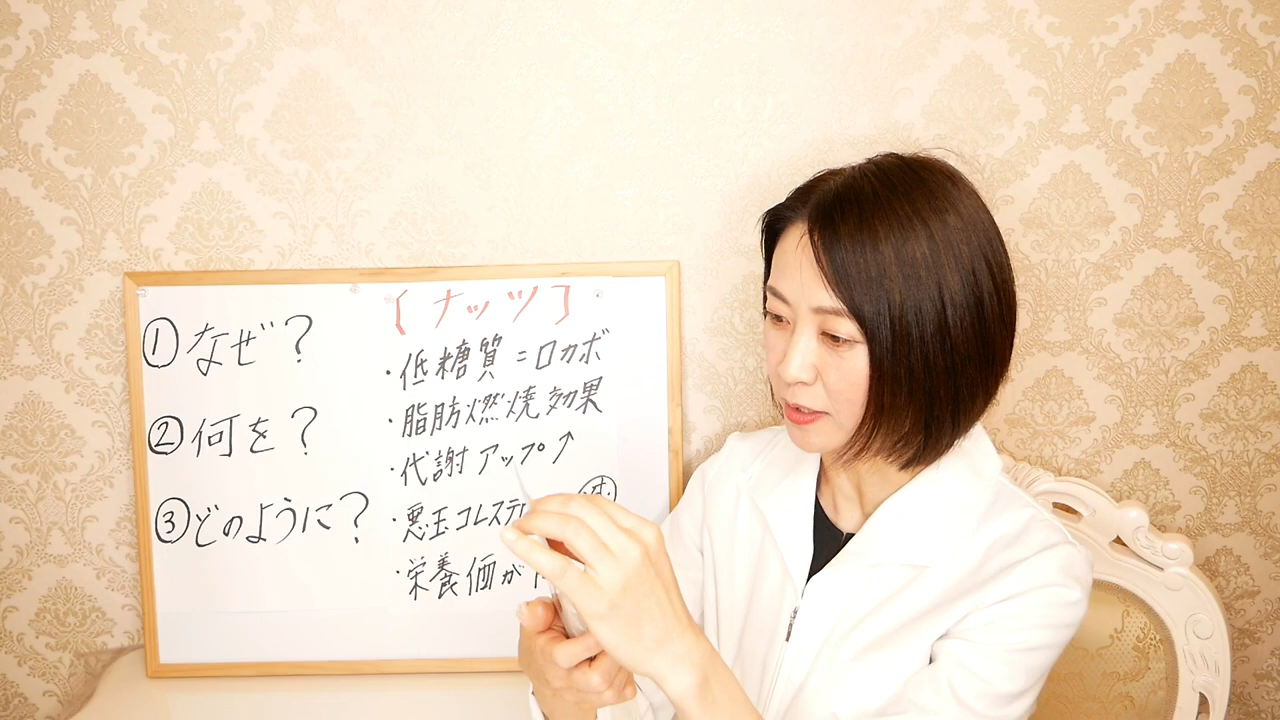 ①なぜ?
②何を?
③どのように?
[ナッツ]
・低糖質=ロカボ
・脂肪燃焼効果
・代謝アップ↑
・悪玉コレステ
・栄養価が